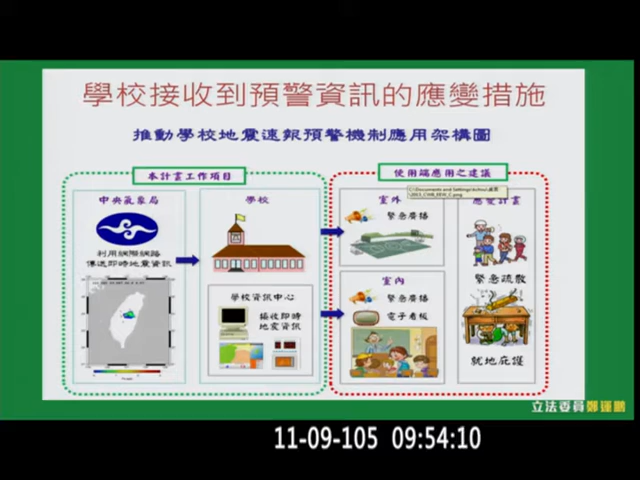 學校接收到預警資訊的應變措施
推動學校地震速報預警機制應用架構圖
本計畫工作項目
使用端應用之建議
中央氣象局
利用網際網路
傳送即時地震資訊
學校
學校資訊中心
接收即時
地震資訊
室外
緊急廣播
室內
緊急廣播
電子看板
應變計畫
緊急疏散
就地庇護
立法委員鄭運鵬
11-09-105 09:54:10